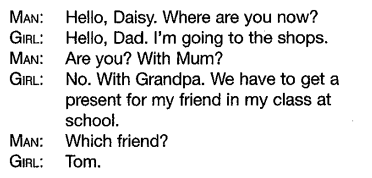 MAN: Hello, Daisy. Where are you now?
GIRL: Hello, Dad. I'm going to the shops.
MAN: Are you? With Mum?
GIRL: No. With Grandpa. We have to get a
present for my friend in my class at
school.
MAN: Which friend?
GIRL: Tom.